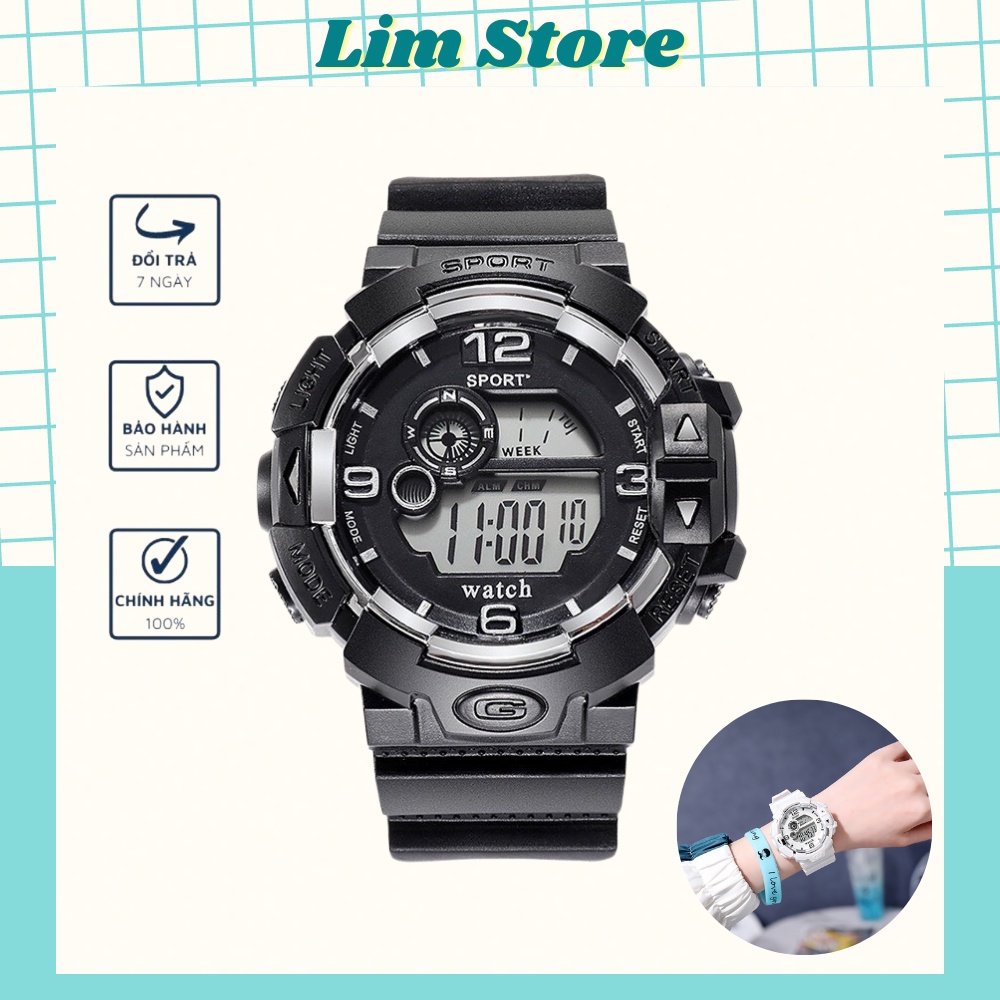 Lim Store
ĐỔI TRẢ
7 NGÀY
BẢO HÀNH
SẢN PHẨM
CHÍNH HÃNG
100%
SPORT
LIGHT
START
MODE
RESET
12
SPORT
N
W
E
S
LIGHT
START
WEEK
9
3
ALM CHM
MODE
RESET
11:00 10
watch
6
G
I love